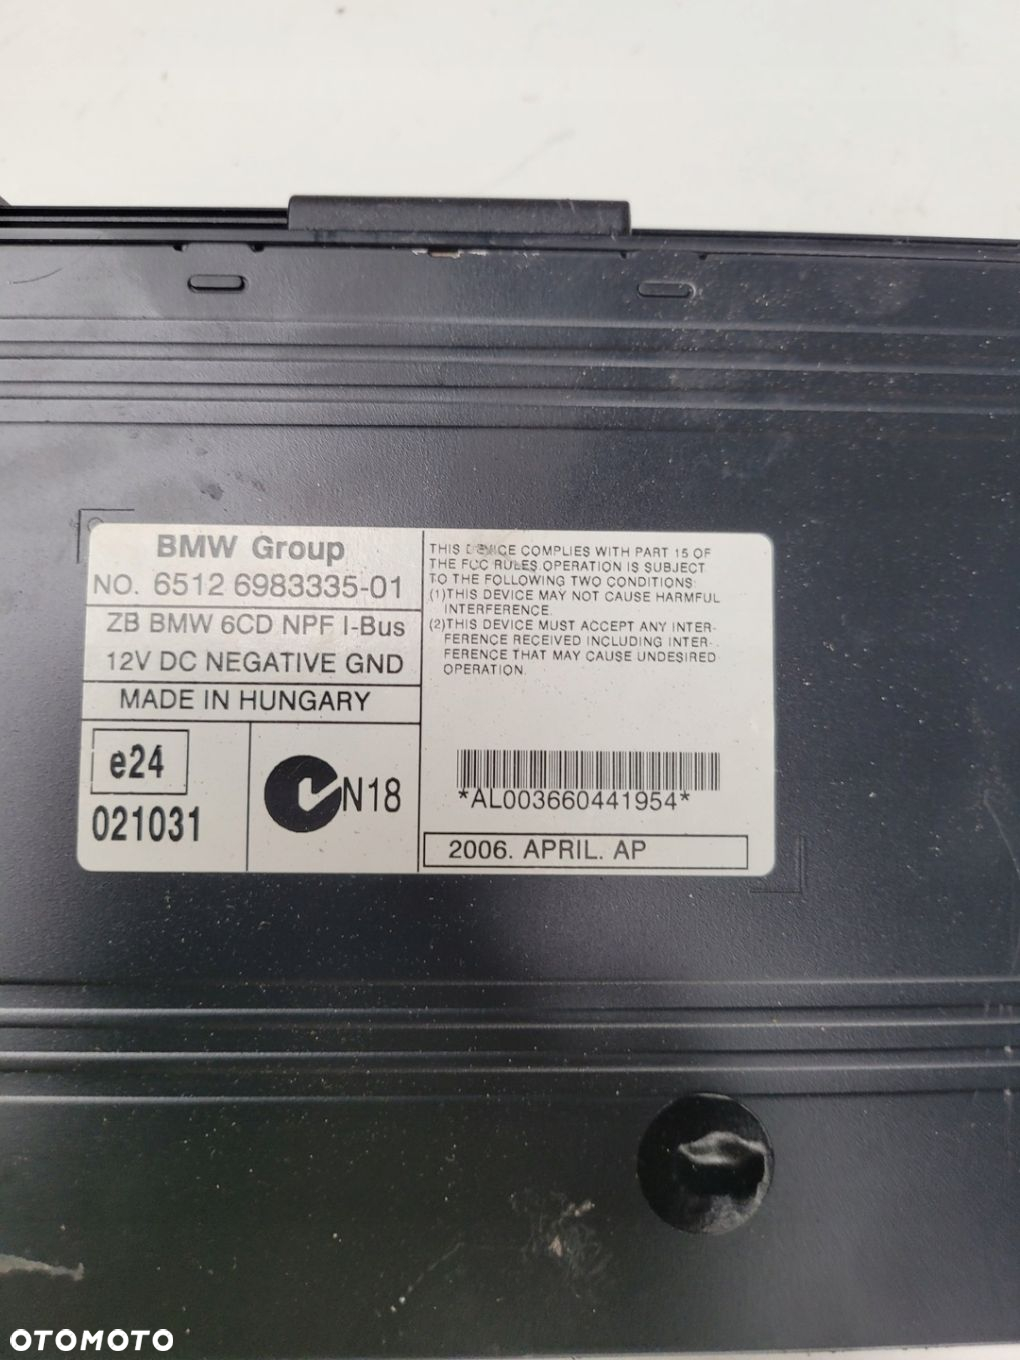 BMW Group
NO. 6512 6983335-01
ZB BMW 6CD NPF I-Bus
12V DC NEGATIVE GND
MADE IN HUNGARY
e24
021031
N18
THIS DEVICE COMPLIES WITH PART 15 OF
THE FCC RULES OPERATION IS SUBJECT
TO THE FOLLOWING TWO CONDITIONS:
(1)THIS DEVICE MAY NOT CAUSE HARMFUL
INTERFERENCE.
(2)THIS DEVICE MUST ACCEPT ANY INTER-
FERENCE RECEIVED INCLUDING INTER-
FERENCE THAT MAY CAUSE UNDESIRED
OPERATION.
*AL003660441954*
2006. APRIL. AP
OTOMOTO